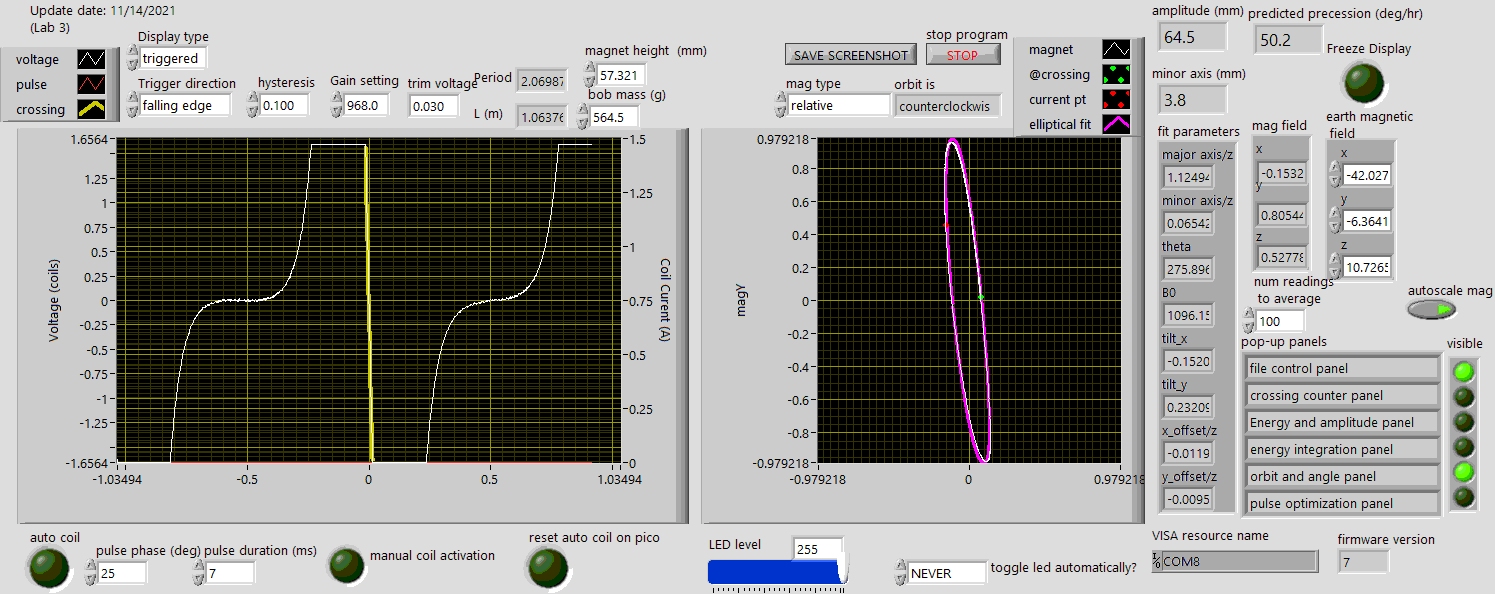 Update date: 11/14/2021
(Lab 3)
voltage
pulse
crossing
Display type
triggered
Trigger direction
falling edge
hysteresis
0.100
Gain setting
968.0
trim voltage
0.030
Period
2.0698
L (m)
1.0637
magnet height (mm)
57.321
bob mass (g)
564.5
SAVE SCREENSHOT
stop program
STOP
mag type
relative
orbit is
counterclockwis
magnet
@crossing
current pt
elliptical fit
amplitude (mm)
64.5
predicted precession (deg/hr)
50.2
minor axis (mm)
3.8
Freeze Display
Voltage (coils)
1.6564
1.25
1
0.75
0.5
0.25
0
-0.25
-0.5
-0.75
-1
-1.25
-1.6564
-1.03494
-0.5
0
0.5
1.03494
1.5
1.25
1
0.75
0.5
0.25
0
Coil Current (A)
magY
0.979218
0.8
0.6
0.4
0.2
0
-0.2
-0.4
-0.6
-0.8
-0.979218
-0.979218
0
0.979218
fit parameters
major axis/z
1.1249
minor axis/z
0.0654
theta
275.89
B0
1096.1
tilt_x
-0.1520
tilt_y
0.2320
x_offset/z
-0.0119
y_offset/z
-0.0095
mag field
x
-0.1532
y
0.8054
z
0.5277
earth magnetic
field
x
-42.027
y
-6.3641
z
10.726
num readings
to average
100
autoscale mag
pop-up panels
visible
file control panel
crossing counter panel
Energy and amplitude panel
energy integration panel
orbit and angle panel
pulse optimization panel
auto coil
pulse phase (deg)
25
pulse duration (ms)
7
manual coil activation
reset auto coil on pico
LED level
255
NEVER
toggle led automatically?
VISA resource name
COM8
firmware version
7